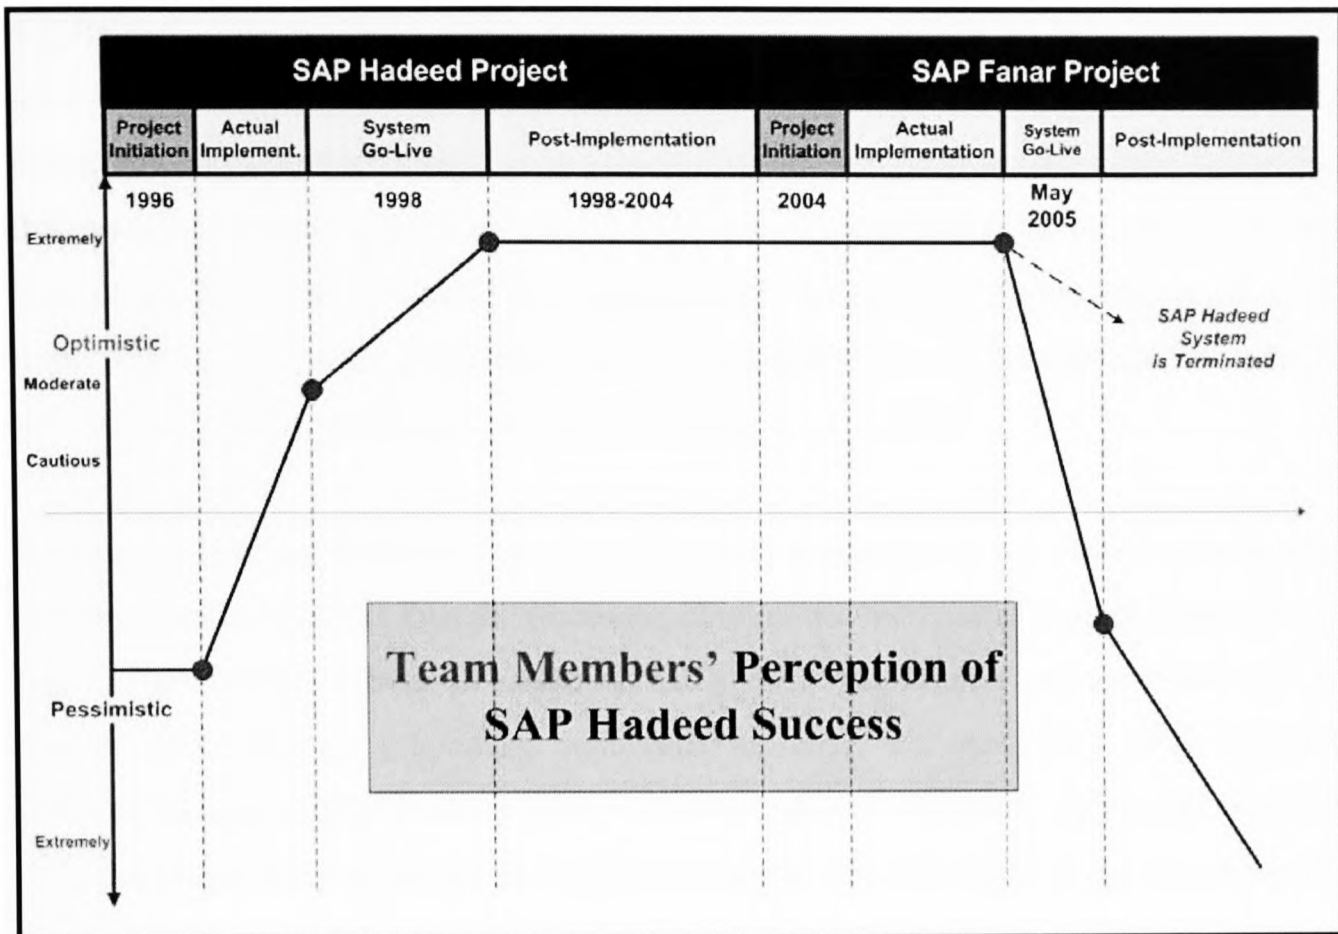 SAP Hadeed Project
SAP Fanar Project
Project
Initiation
Actual
Implement.
System
Go-Live
Post-Implementation
Project
Initiation
Actual
Implementation
System
Go-Live
Post-Implementation
1996
1998
1998-2004
2004
May
2005
Extremely
Optimistic
Moderate
Cautious
SAP Hadeed
System
is Terminated
Team Members' Perception of
SAP Hadeed Success
Pessimistic
Extremely